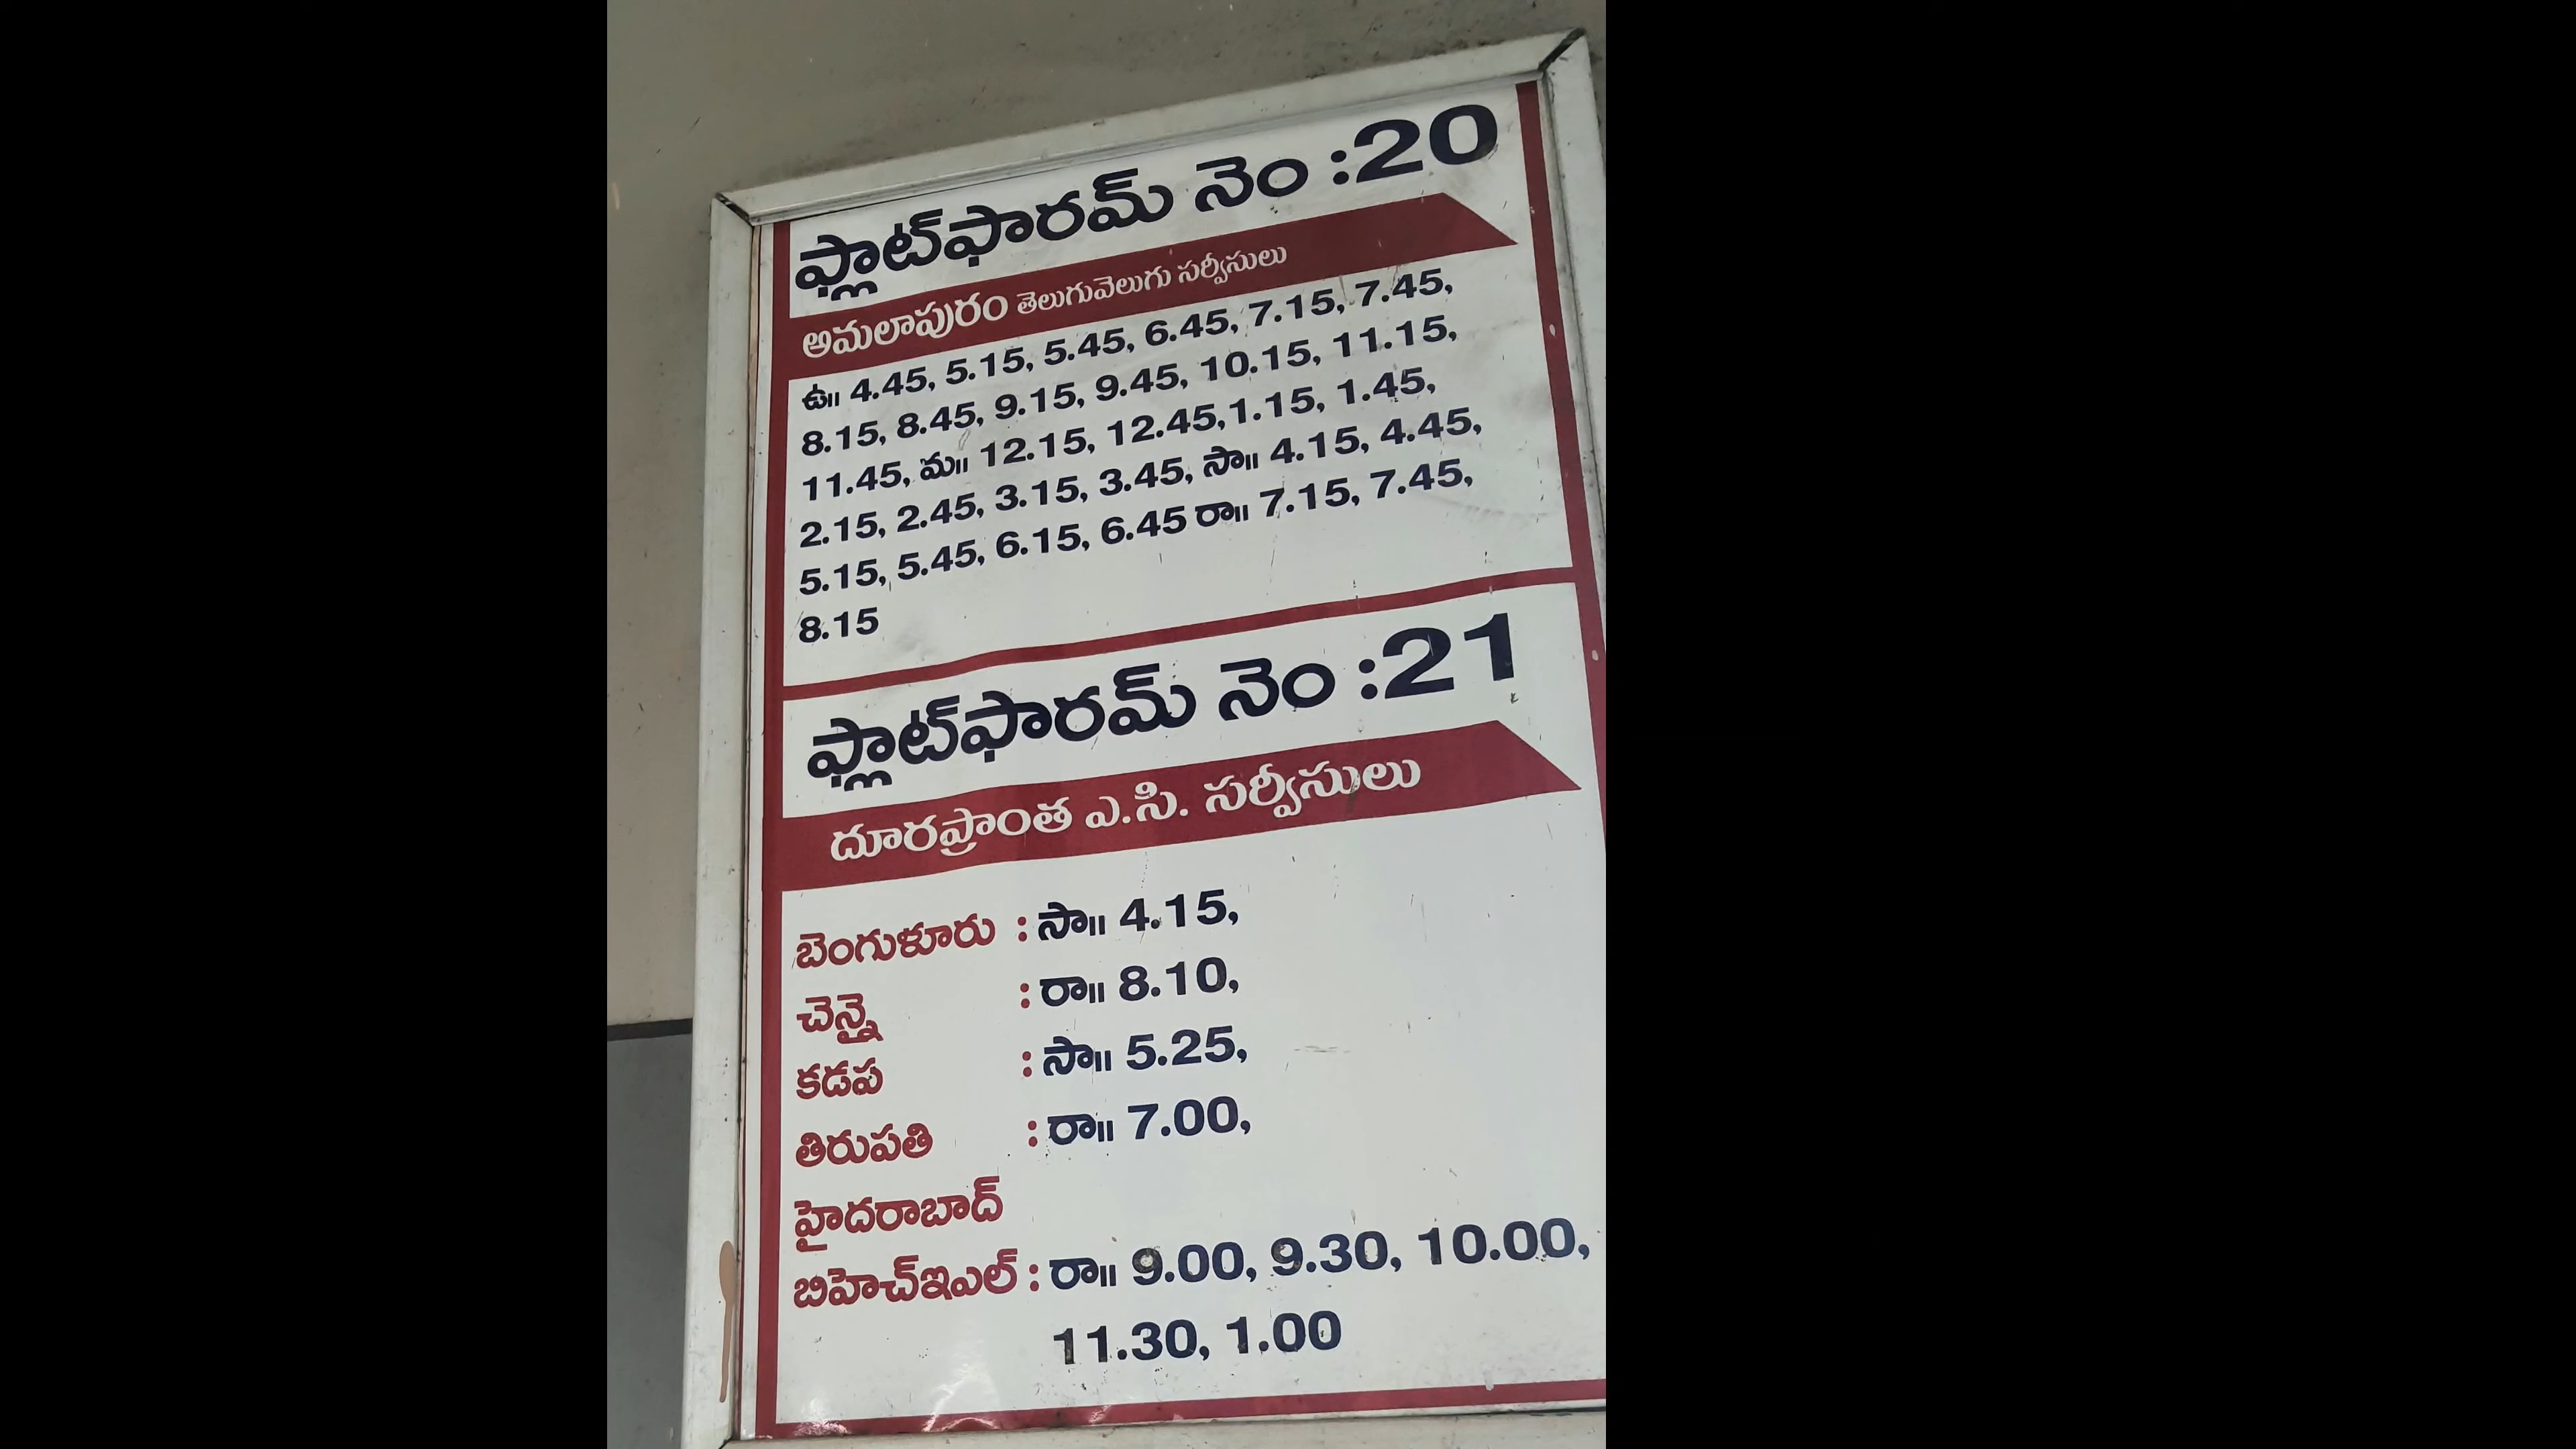 ప్లాట్‌ఫారమ్ నెం :20
అమలాపురం తెలుగువెలుగు సర్వీసులు
ఉ॥ 4.45, 5.15, 5.45, 6.45, 7.15, 7.45,
8.15, 8.45, 9.15, 9.45, 10.15, 11.15,
11.45, మ॥ 12.15, 12.45,1.15, 1.45,
2.15, 2.45, 3.15, 3.45, సా॥ 4.15, 4.45,
5.15, 5.45, 6.15, 6.45 రా॥ 7.15, 7.45,
8.15
ప్లాట్‌ఫారమ్ నెం :21
దూరప్రాంత ఎ.సి. సర్వీసులు
బెంగుళూరు : సా॥ 4.15,
చెన్నై : రా॥ 8.10,
కడప : సా॥ 5.25,
తిరుపతి : రా॥ 7.00,
హైదరాబాద్
బిహెచ్ఇఎల్ : రా॥ 9.00, 9.30, 10.00,
11.30, 1.00